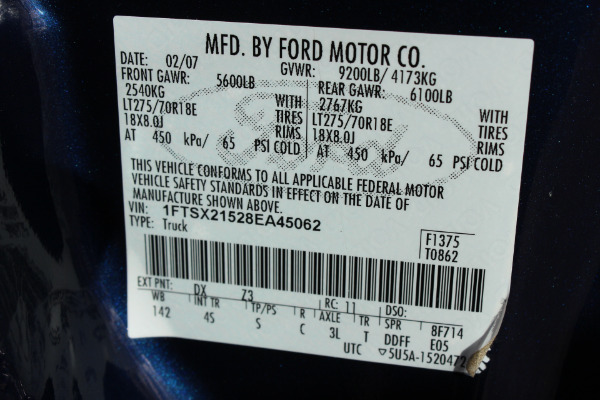 MFD. BY FORD MOTOR CO.
DATE: 02/07 GVWR: 9200LB/ 4173KG
FRONT GAWR: 5600LB REAR GAWR: 6100LB
2540KG WITH 2767KG WITH
LT275/70R18E TIRES LT275/70R18E TIRES
18X8.0J RIMS 18X8.0J RIMS
AT 450 kPa/ 65 PSI COLD AT 450 kPa/ 65 PSI COLD
Ford
THIS VEHICLE CONFORMS TO ALL APPLICABLE FEDERAL MOTOR
VEHICLE SAFETY STANDARDS IN EFFECT ON THE DATE OF
MANUFACTURE SHOWN ABOVE.
VIN: 1FTSX21528EA45062
TYPE: Truck
F1375
T0862
EXT PNT: DX Z3 RC: 11 DSO:
WB INT TR TP/PS R AXLE TR SPR 8F714
142 4S S C 3L T DDFF E05
UTC ▽5U5A-1520472